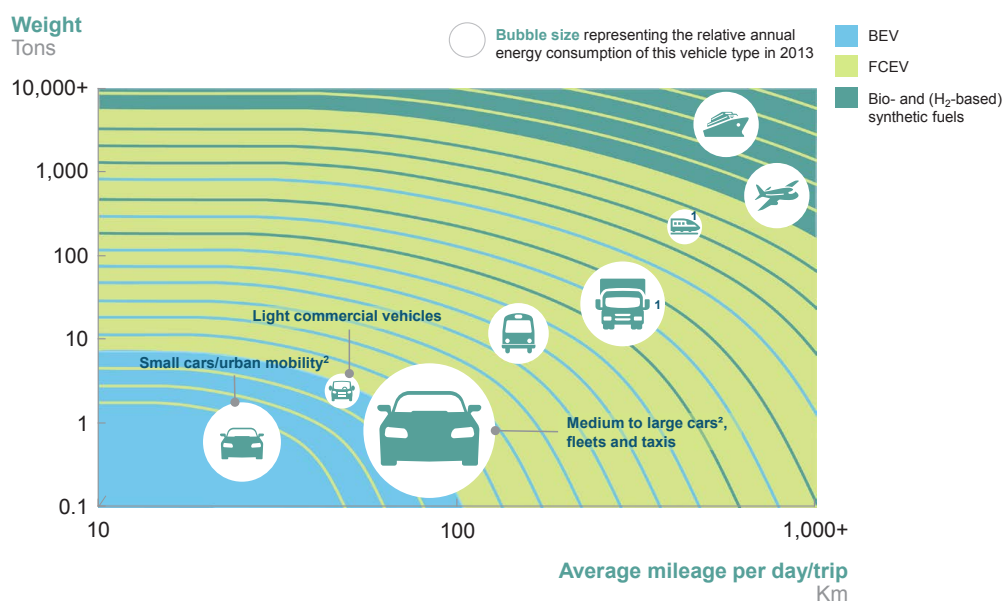 Weight
Tons
Bubble size representing the relative annual
energy consumption of this vehicle type in 2013
BEV
FCEV
Bio- and (H₂-based)
synthetic fuels
10,000+
1,000
100
10
1
0.1
1
1
Light commercial vehicles
Small cars/urban mobility²
Medium to large cars²,
fleets and taxis
10
100
1,000+
Average mileage per day/trip
Km